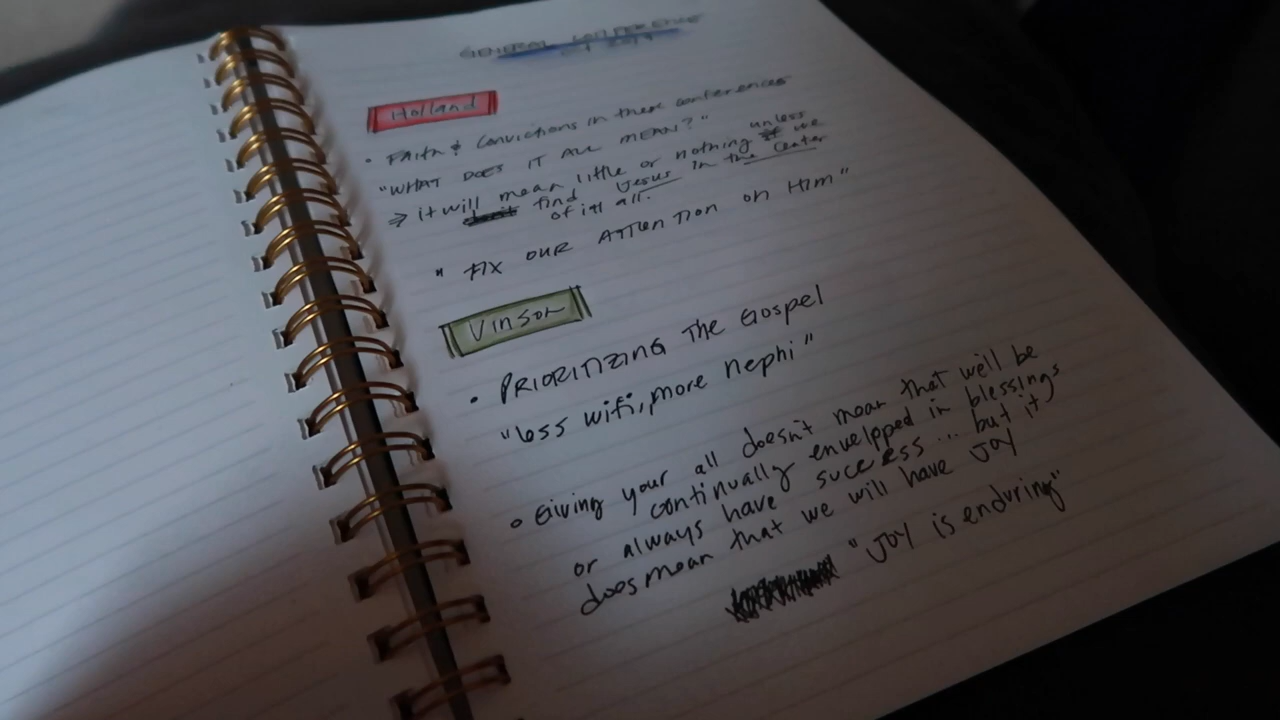 GENERAL CONFERENCE
2019
Holland
• FAITH & Convictions in these conferences
"WHAT DOES IT ALL MEAN?"
⇒ it will mean little or nothing unless we
find Jesus in the center
of it all.
" FIX OUR ATTENTION on Him "
Vinson
• PRIORITIZING The Gospel
"less wifi, more nephi "
• Giving your all doesn't mean that we'll be
continually envelpped in blessings
or always have success ... but it
does mean that we will have JOY
"JOY is enduring"